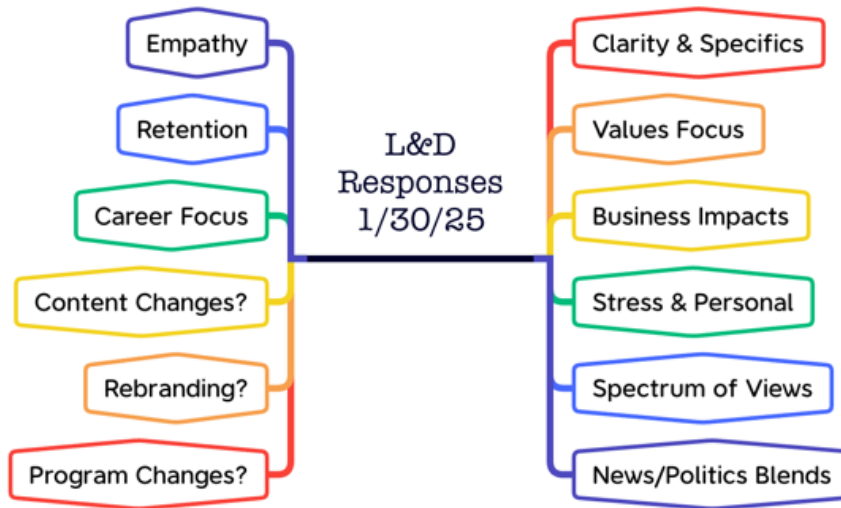 L&D
Responses
1/30/25
Empathy
Retention
Career Focus
Content Changes?
Rebranding?
Program Changes?
Clarity & Specifics
Values Focus
Business Impacts
Stress & Personal
Spectrum of Views
News/Politics Blends